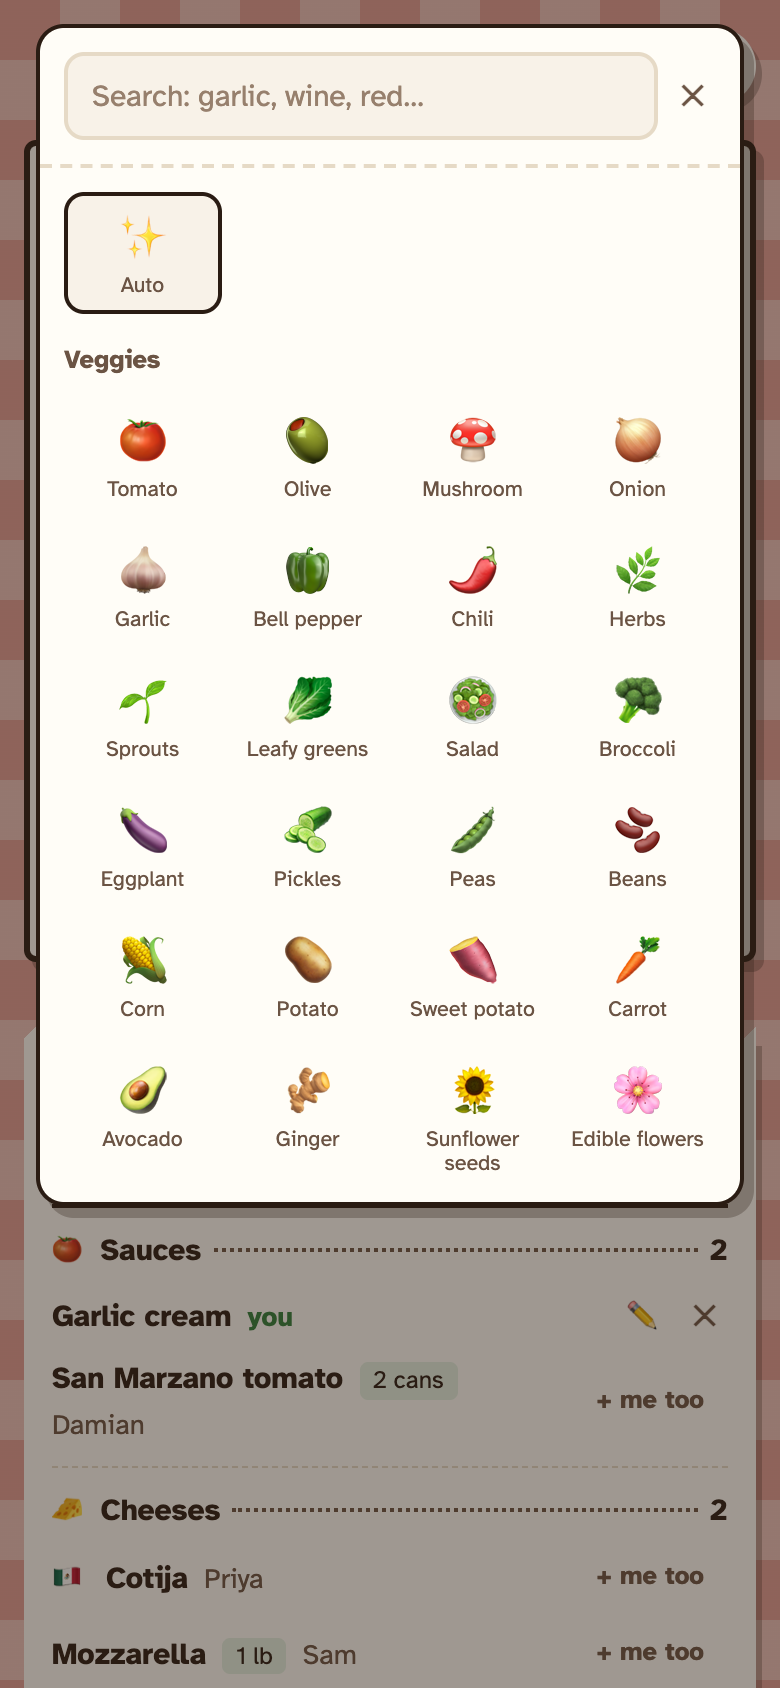 Search: garlic, wine, red...
Auto
Veggies
Tomato
Olive
Mushroom
Onion
Garlic
Bell pepper
Chili
Herbs
Sprouts
Leafy greens
Salad
Broccoli
Eggplant
Pickles
Peas
Beans
Corn
Potato
Sweet potato
Carrot
Avocado
Ginger
Sunflower
seeds
Edible flowers
Sauces 2
Garlic cream you
San Marzano tomato 2 cans
+ me too
Damian
Cheeses 2
Cotija Priya + me too
Mozzarella 1 lb Sam + me too